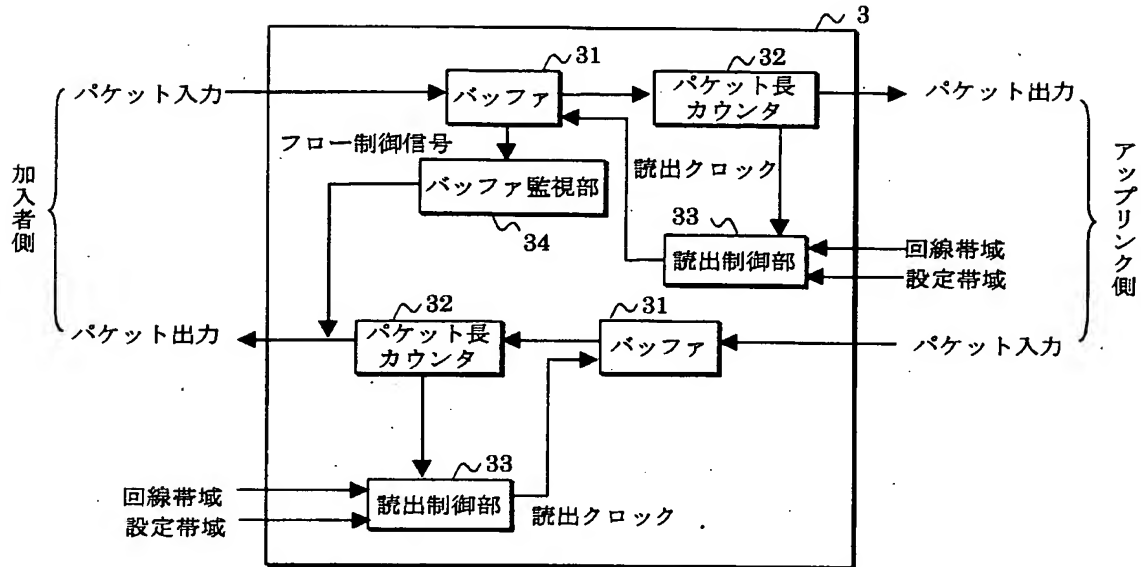 3
31
32
パケット入力
バッファ
パケット長
カウンタ
パケット出力
フロー制御信号
読出クロック
バッファ監視部
34
33
読出制御部
回線帯域
設定帯域
加入者側
アップリンク側
32
31
パケット出力
パケット長
カウンタ
バッファ
パケット入力
33
回線帯域
設定帯域
読出制御部
読出クロック